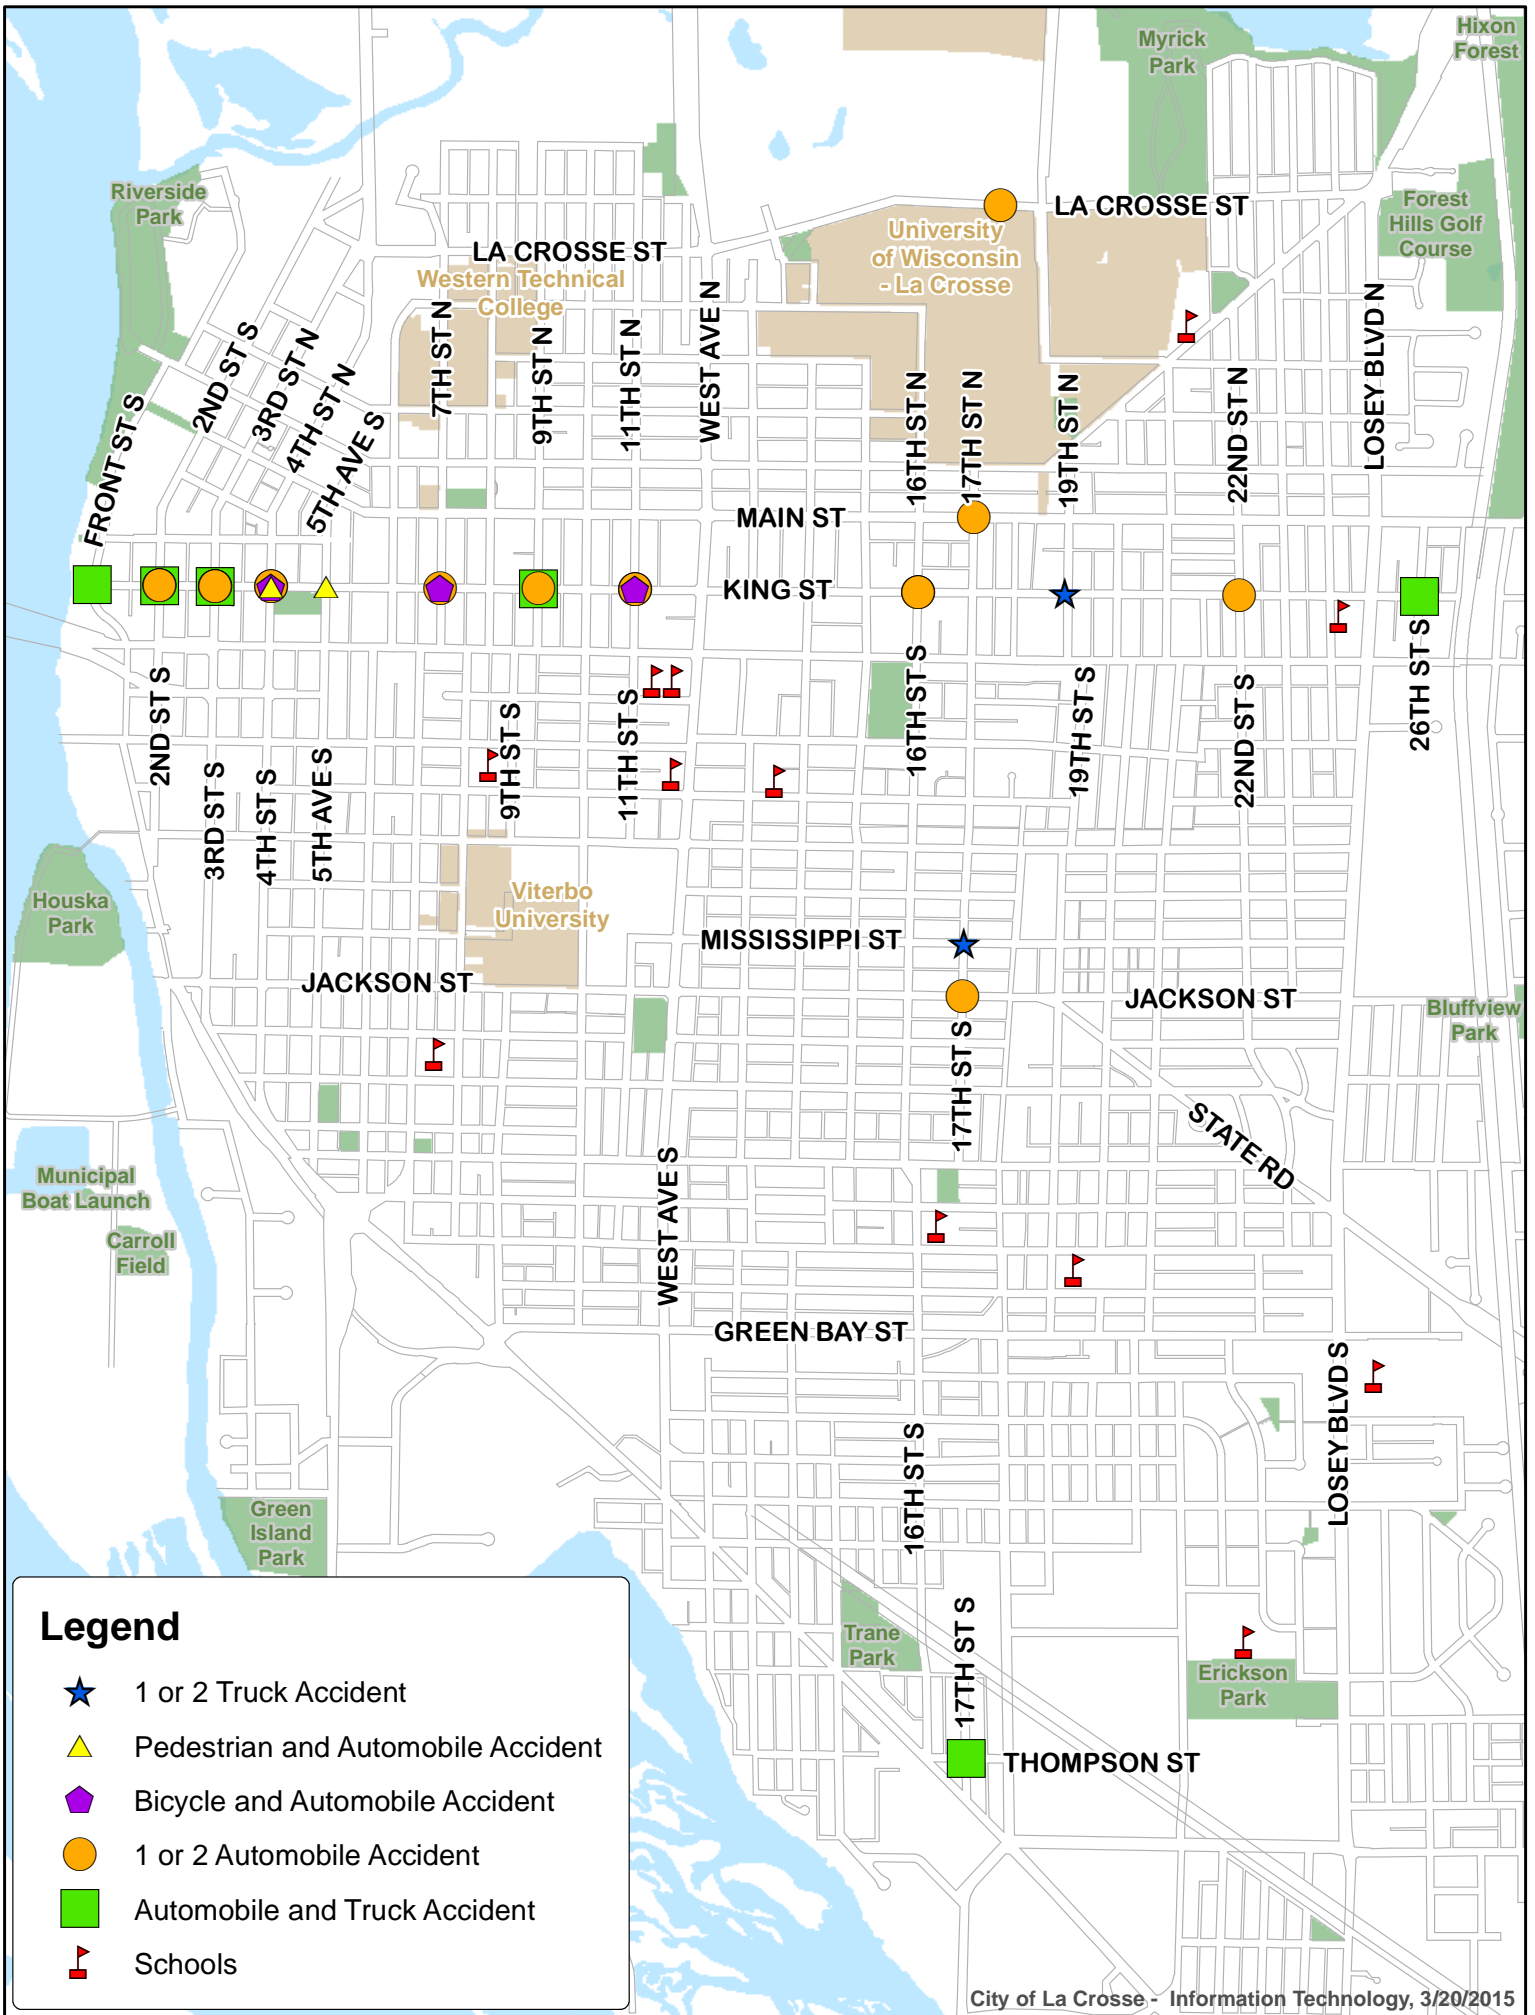 Hixon
Forest
Myrick
Park
Riverside
Park
LA CROSSE ST
Forest
Hills Golf
Course
University
of Wisconsin
- La Crosse
LA CROSSE ST
Western Technical
College
7TH ST N
9TH ST N
11TH ST N
WEST AVE N
LOSEY BLVD N
2ND ST S
3RD ST N
4TH ST N
5TH AVE S
FRONT ST S
16TH ST N
17TH ST N
19TH ST N
22ND ST N
MAIN ST
KING ST
2ND ST S
3RD ST S
4TH ST S
5TH AVE S
9TH ST S
11TH ST S
16TH ST S
19TH ST S
22ND ST S
26TH ST S
Houska
Park
Viterbo
University
MISSISSIPPI ST
JACKSON ST
JACKSON ST
Bluffview
Park
17TH ST S
STATE RD
Municipal
Boat Launch
WEST AVE S
Carroll
Field
GREEN BAY ST
LOSEY BLVD S
16TH ST S
Green
Island
Park
17TH ST S
Trane
Park
Erickson
Park
THOMPSON ST
Legend
1 or 2 Truck Accident
Pedestrian and Automobile Accident
Bicycle and Automobile Accident
1 or 2 Automobile Accident
Automobile and Truck Accident
Schools
City of La Crosse - Information Technology, 3/20/2015